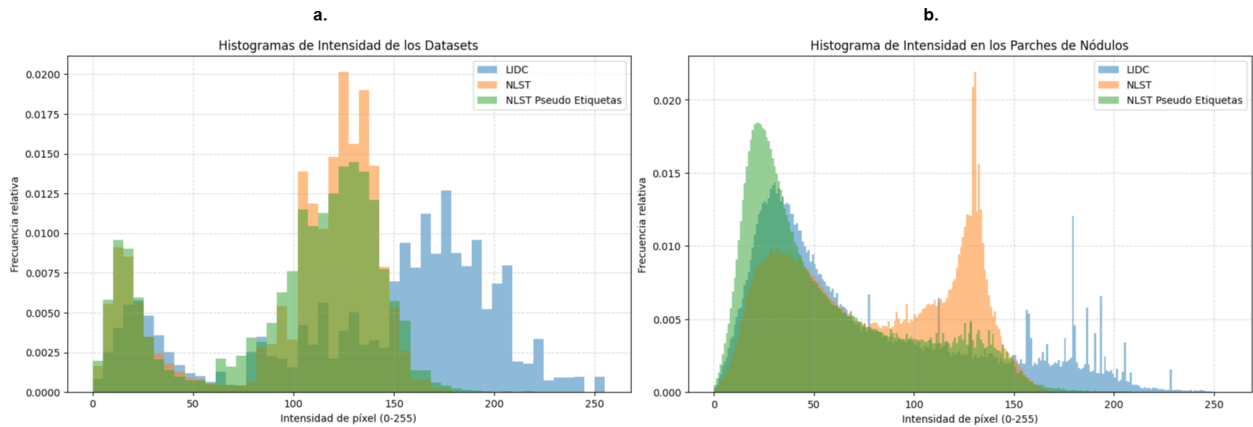 a.
Histogramas de Intensidad de los Datasets
LIDC
NLST
NLST Pseudo Etiquetas
0.0200
0.0175
0.0150
0.0125
0.0100
0.0075
0.0050
0.0025
0.0000
Frecuencia relativa
0 50 100 150 200 250
Intensidad de píxel (0-255)
b.
Histograma de Intensidad en los Parches de Nódulos
LIDC
NLST
NLST Pseudo Etiquetas
0.020
0.015
0.010
0.005
0.000
Frecuencia relativa
0 50 100 150 200 250
Intensidad de píxel (0-255)